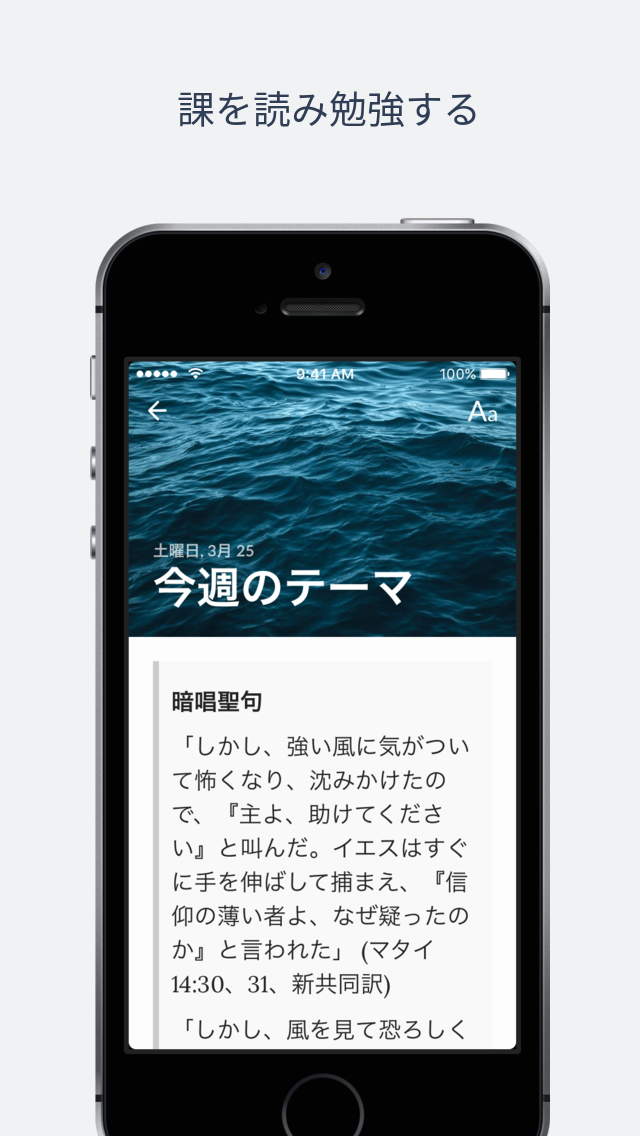 課を読み勉強する
9:41 AM
100%
Aa
土曜日, 3月 25
今週のテーマ
暗唱聖句
「しかし、強い風に気がつい
て怖くなり、沈みかけたの
で、『主よ、助けてくださ
い』と叫んだ。イエスはすぐ
に手を伸ばして捕まえ、『信
仰の薄い者よ、なぜ疑ったの
か』と言われた」 (マタイ
14:30、31、新共同訳)
「しかし、風を見て恐ろしく